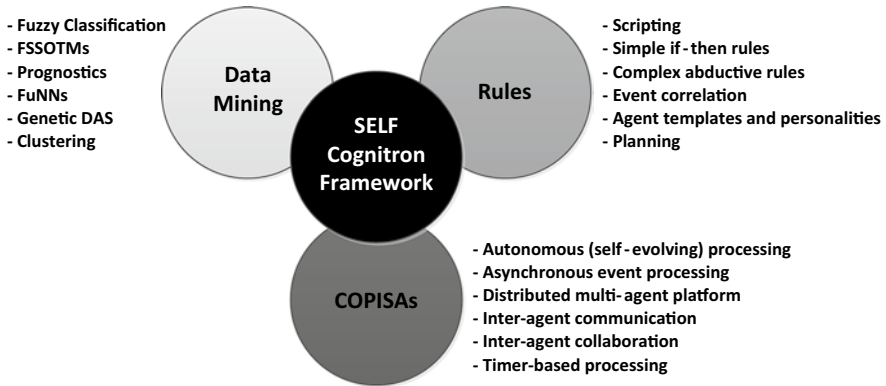 - Fuzzy Classification
- FSSOTMs
- Prognostics
- FuNNs
- Genetic DAS
- Clustering
Data
Mining
SELF
Cognitron
Framework
Rules
- Scripting
- Simple if-then rules
- Complex abductive rules
- Event correlation
- Agent templates and personalities
- Planning
COPISAs
- Autonomous (self-evolving) processing
- Asynchronous event processing
- Distributed multi-agent platform
- Inter-agent communication
- Inter-agent collaboration
- Timer-based processing